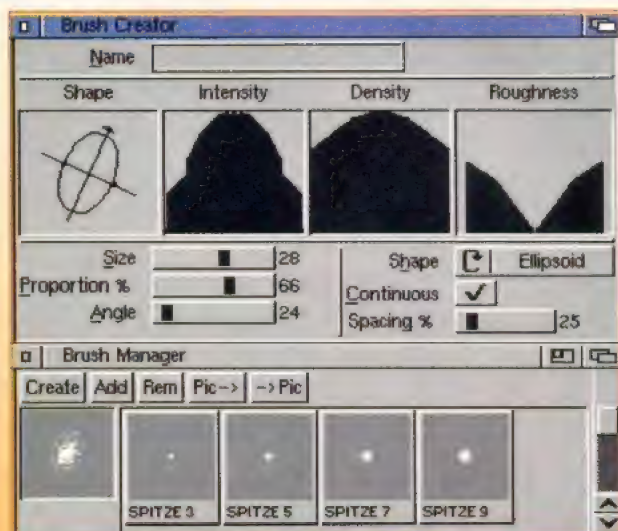 Brush Creator
Name
Shape Intensity Density Roughness
Size 28 Shape Ellipsoid
Proportion % 66 Continuous
Angle 24 Spacing % 25
Brush Manager
Create Add Rem Pic-> ->Pic
SPITZE 3 SPITZE 5 SPITZE 7 SPITZE 9